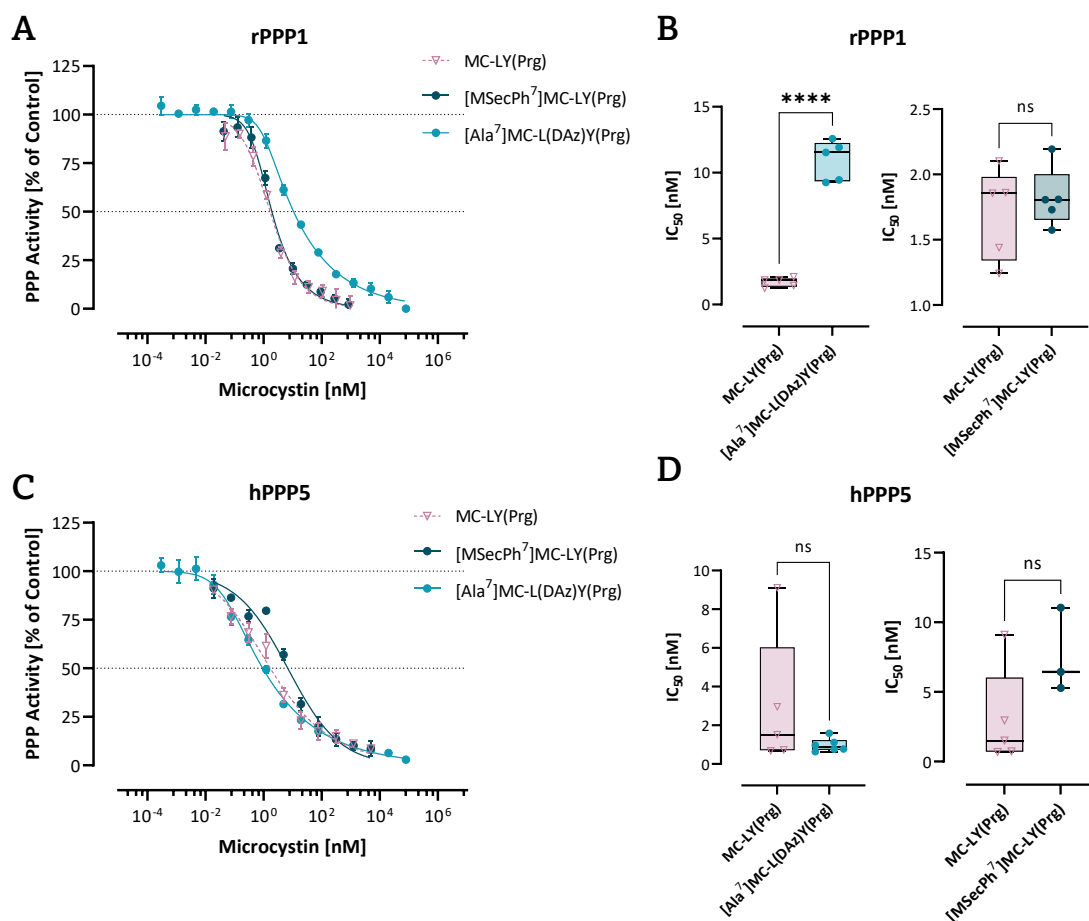 A
rPPP1
MC-LY(Prg)
[MSecPh⁷]MC-LY(Prg)
[Ala⁷]MC-L(DAz)Y(Prg)
PPP Activity [% of Control]
125
100
75
50
25
0
10⁻⁴ 10⁻² 10⁰ 10² 10⁴ 10⁶
Microcystin [nM]
B
rPPP1
****
IC₅₀ [nM]
15
10
5
0
MC-LY(Prg)
[Ala⁷]MC-L(DAz)Y(Prg)
ns
IC₅₀ [nM]
2.5
2.0
1.5
1.0
MC-LY(Prg)
[MSecPh⁷]MC-LY(Prg)
C
hPPP5
MC-LY(Prg)
[MSecPh⁷]MC-LY(Prg)
[Ala⁷]MC-L(DAz)Y(Prg)
PPP Activity [% of Control]
125
100
75
50
25
0
10⁻⁴ 10⁻² 10⁰ 10² 10⁴ 10⁶
Microcystin [nM]
D
hPPP5
ns
IC₅₀ [nM]
10
8
6
4
2
0
MC-LY(Prg)
[Ala⁷]MC-L(DAz)Y(Prg)
ns
IC₅₀ [nM]
15
10
5
0
MC-LY(Prg)
[MSecPh⁷]MC-LY(Prg)